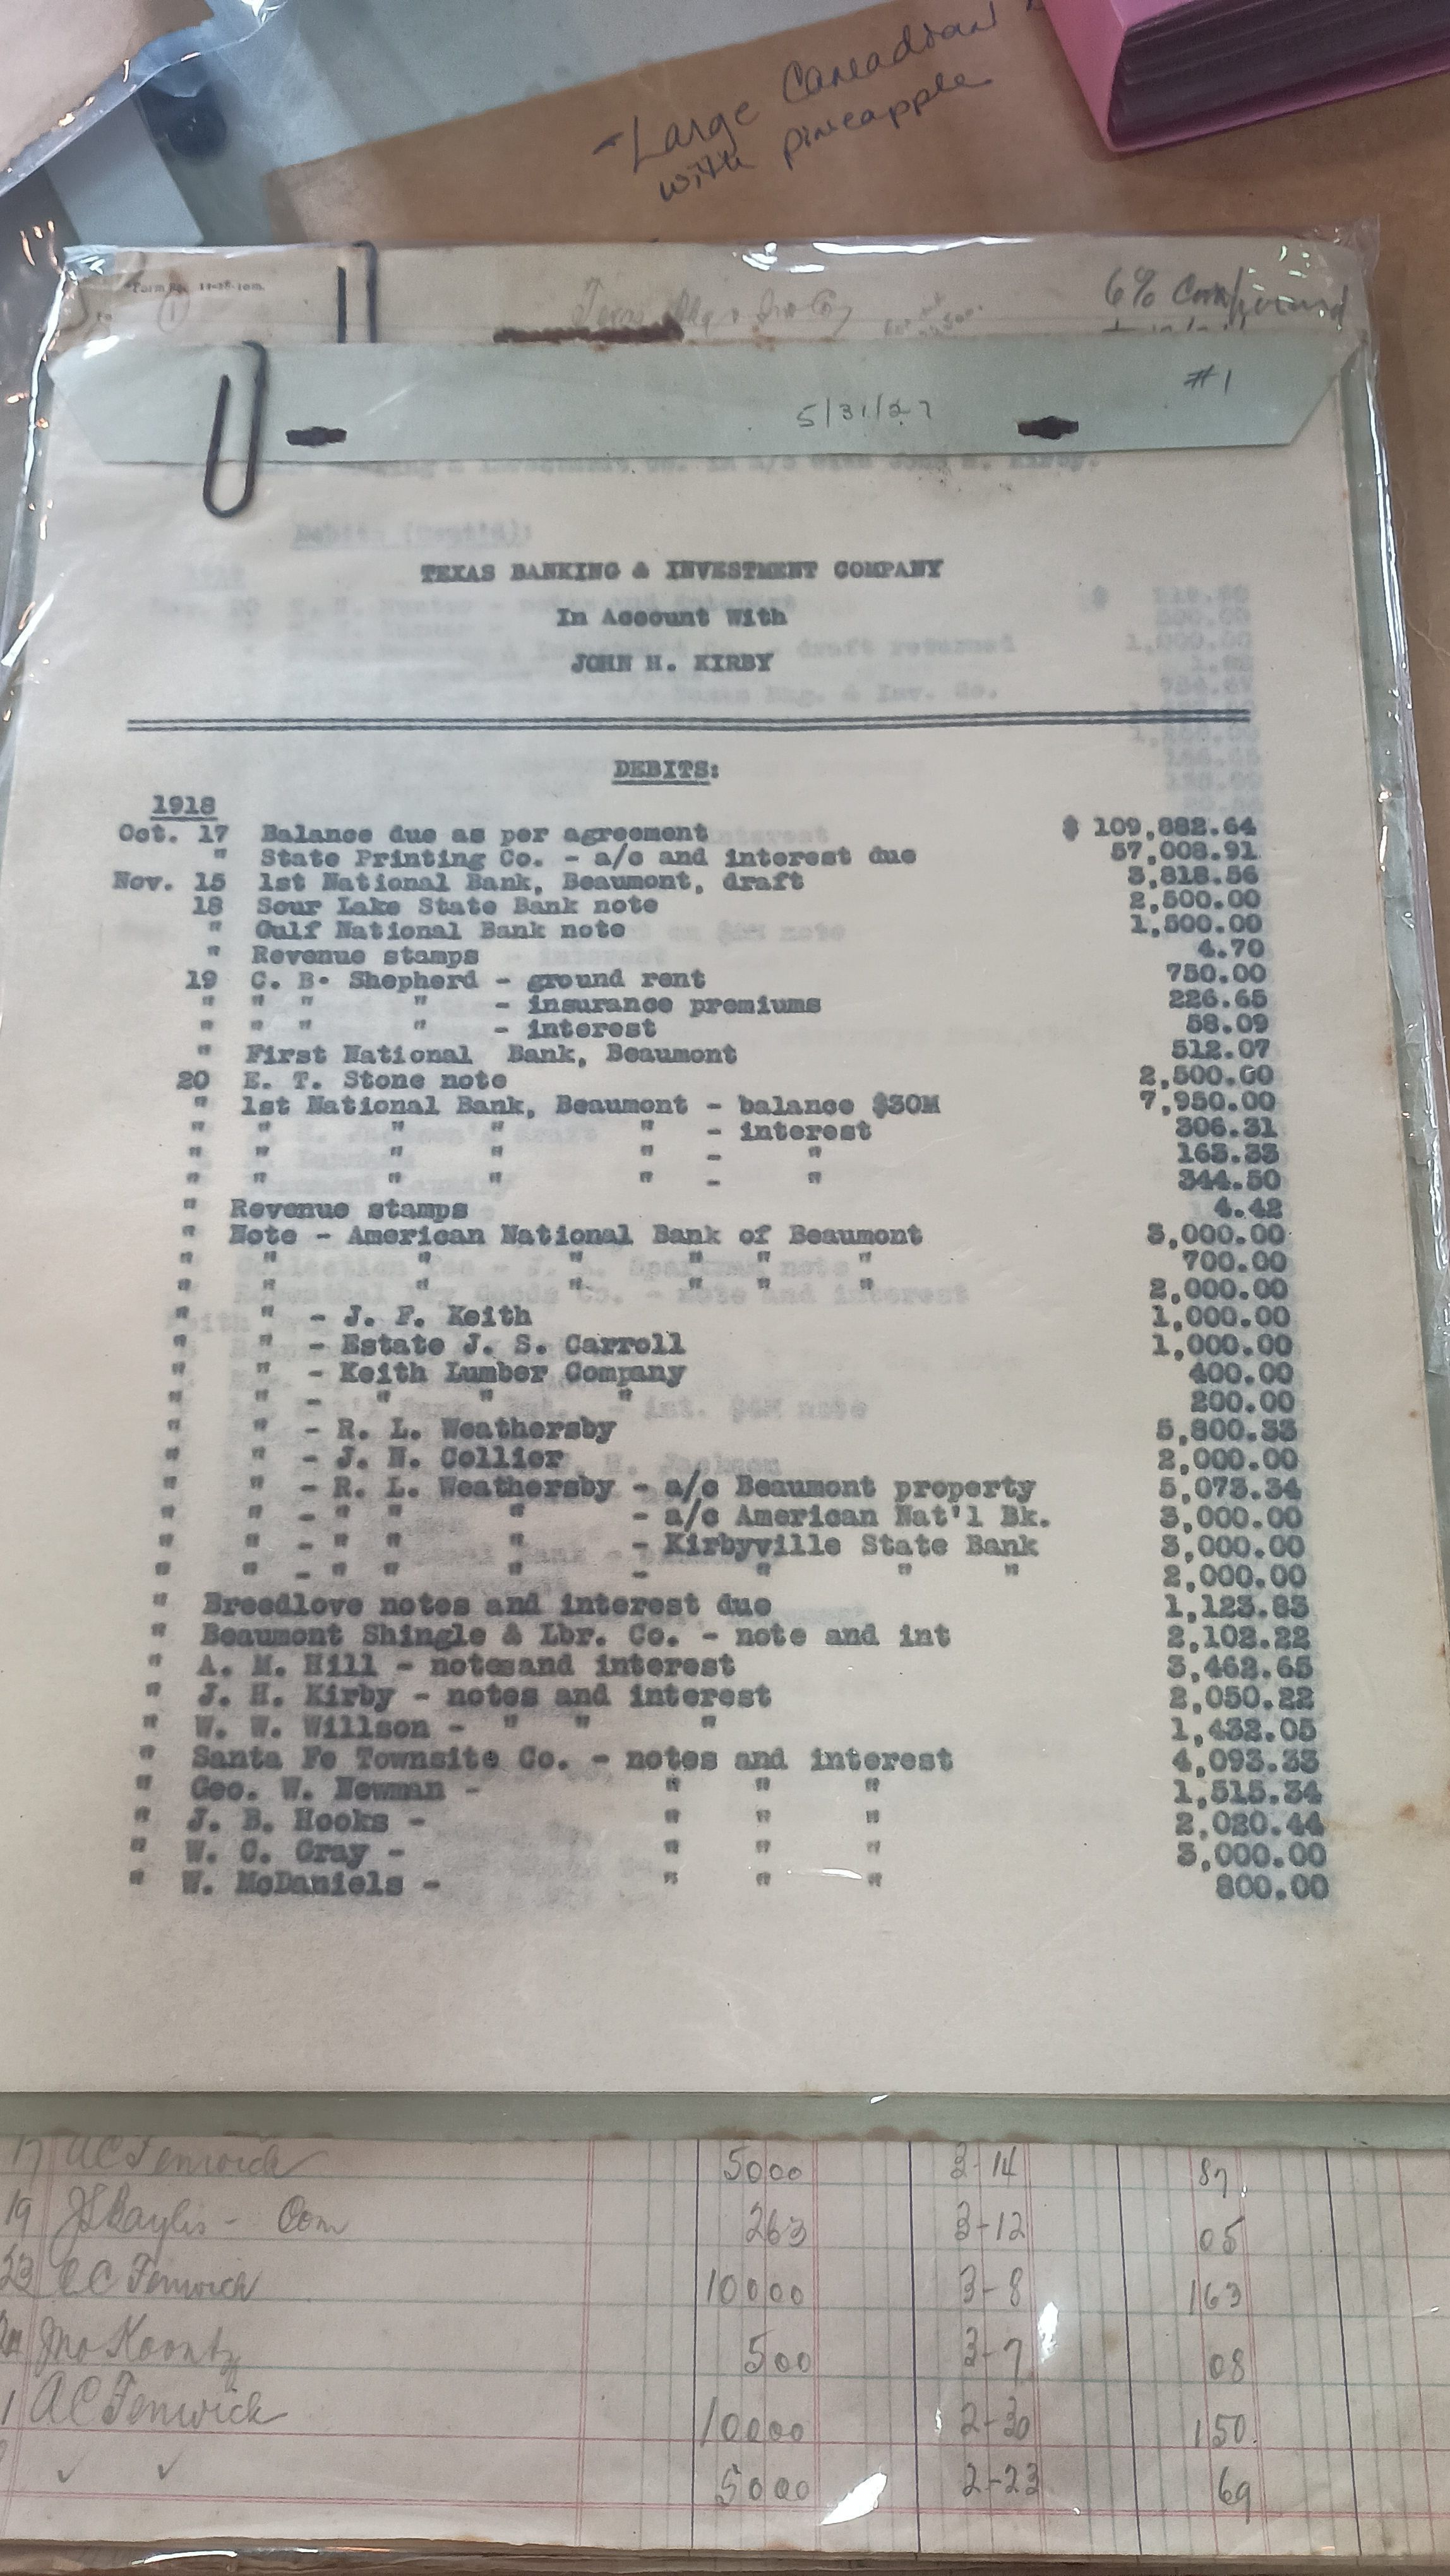 -Large Canadian
with pineapple
6% Compound
#1
5/31/27
Debits (Cont'd):
TEXAS BANKING & INVESTMENT COMPANY
In Account With
JOHN H. KIRBY
DEBITS:
1918
Oct. 17 Balance due as per agreement $ 109,882.64
" State Printing Co. - a/c and interest due 57,008.91
Nov. 15 1st National Bank, Beaumont, draft 3,818.56
18 Sour Lake State Bank note 2,500.00
" Gulf National Bank note 1,500.00
" Revenue stamps 4.70
19 C. B. Shepherd - ground rent 750.00
" " " " - insurance premiums 226.65
" " " " - interest 58.09
" First National Bank, Beaumont 512.07
20 E. T. Stone note 2,500.00
" 1st National Bank, Beaumont - balance $30M 7,950.00
" " " " " - interest 306.31
" " " " " - " 163.33
" " " " " - " 344.50
" Revenue stamps 4.42
" Note - American National Bank of Beaumont 3,000.00
" " " " " " " 700.00
" " " " " " " 2,000.00
" " - J. F. Keith 1,000.00
" " - Estate J. S. Carroll 1,000.00
" " - Keith Lumber Company 400.00
" " - " " " 200.00
" " - R. L. Weathersby 5,800.33
" " - J. N. Collier 2,000.00
" " - R. L. Weathersby - a/c Beaumont property 5,073.34
" " - " " " - a/c American Nat'l Bk. 3,000.00
" " - " " " - Kirbyville State Bank 3,000.00
" " - " " " - " " " 2,000.00
" Breedlove notes and interest due 1,123.83
" Beaumont Shingle & Lbr. Co. - note and int 2,102.22
" A. M. Hill - notesand interest 3,462.65
" J. H. Kirby - notes and interest 2,050.22
" W. W. Willson - " " " 1,432.05
" Santa Fe Townsite Co. - notes and interest 4,093.33
" Geo. W. Newman - " " " 1,515.34
" J. B. Hooks - " " " 2,020.44
" W. C. Gray - " " " 3,000.00
" W. McDaniels - " " " 800.00
17 AC Fenwick 5000 3-14 87
19 Com 263 3-12 05
23 CC Fenwick 10000 3-8 163
Jno Koontz 500 3-7 08
1 AC Fenwick 10000 2-30 150
✓ ✓ 5000 2-23 69